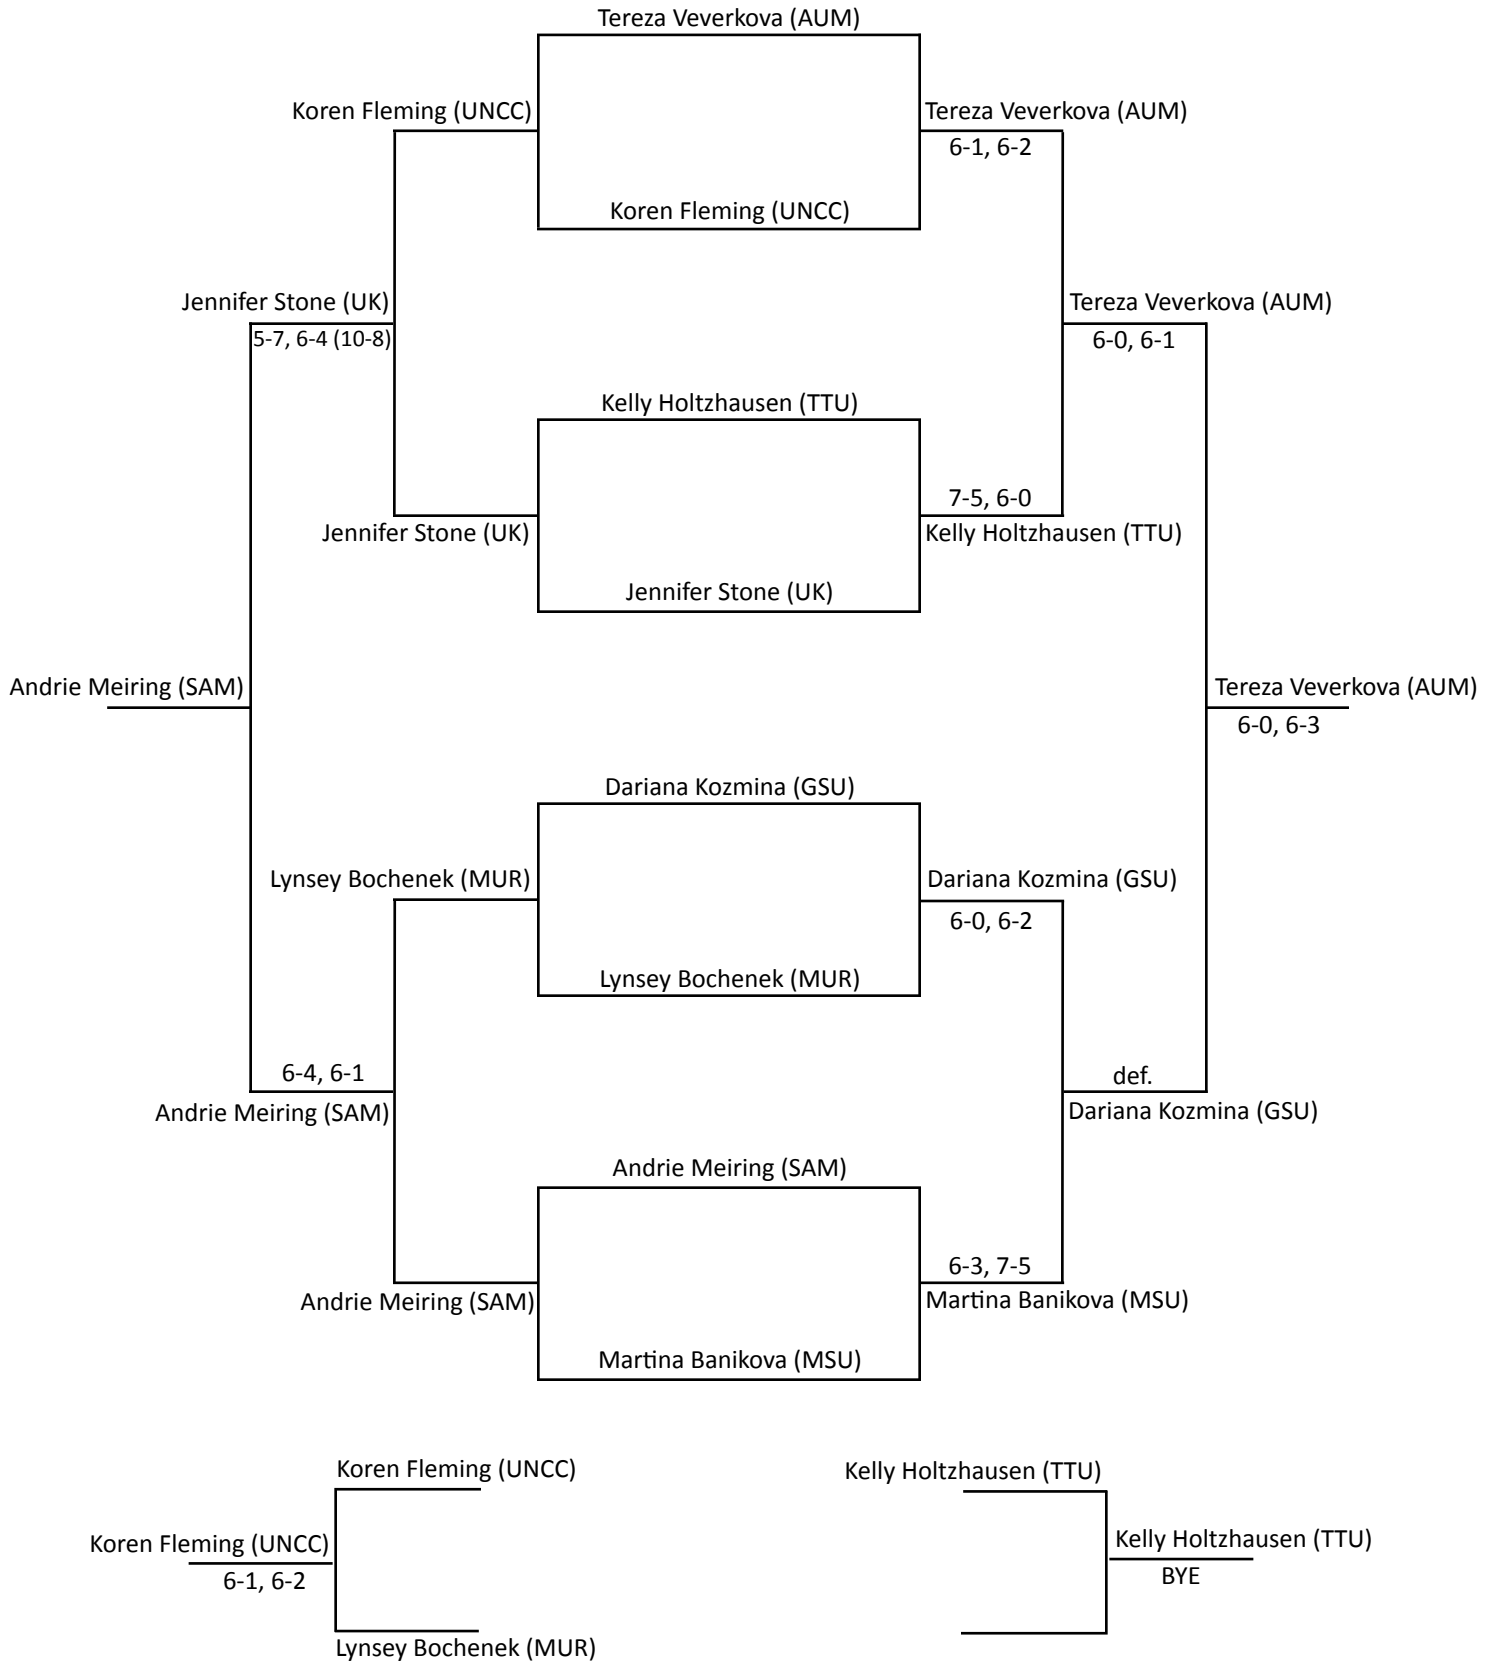 Tereza Veverkova (AUM)
Koren Fleming (UNCC)
Tereza Veverkova (AUM)
6-1, 6-2
Koren Fleming (UNCC)
Jennifer Stone (UK)
5-7, 6-4 (10-8)
Tereza Veverkova (AUM)
6-0, 6-1
Kelly Holtzhausen (TTU)
7-5, 6-0
Jennifer Stone (UK)
Kelly Holtzhausen (TTU)
Jennifer Stone (UK)
Andrie Meiring (SAM)
Tereza Veverkova (AUM)
6-0, 6-3
Dariana Kozmina (GSU)
Lynsey Bochenek (MUR)
Dariana Kozmina (GSU)
6-0, 6-2
Lynsey Bochenek (MUR)
6-4, 6-1
def.
Andrie Meiring (SAM)
Dariana Kozmina (GSU)
Andrie Meiring (SAM)
6-3, 7-5
Andrie Meiring (SAM)
Martina Banikova (MSU)
Martina Banikova (MSU)
Koren Fleming (UNCC)
Kelly Holtzhausen (TTU)
Koren Fleming (UNCC)
6-1, 6-2
Kelly Holtzhausen (TTU)
BYE
Lynsey Bochenek (MUR)